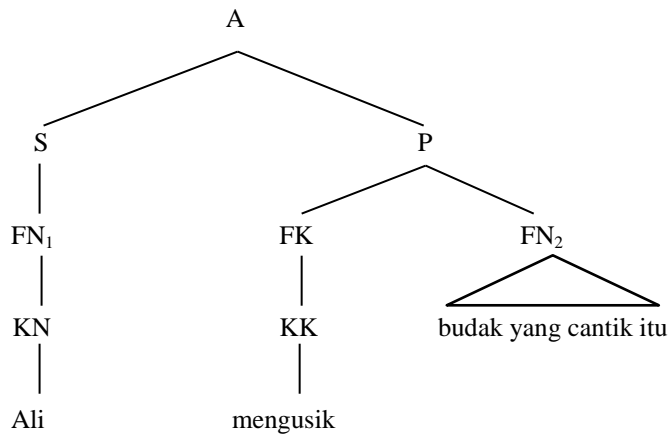 A
S P
FN₁ FK FN₂
KN KK budak yang cantik itu
Ali mengusik